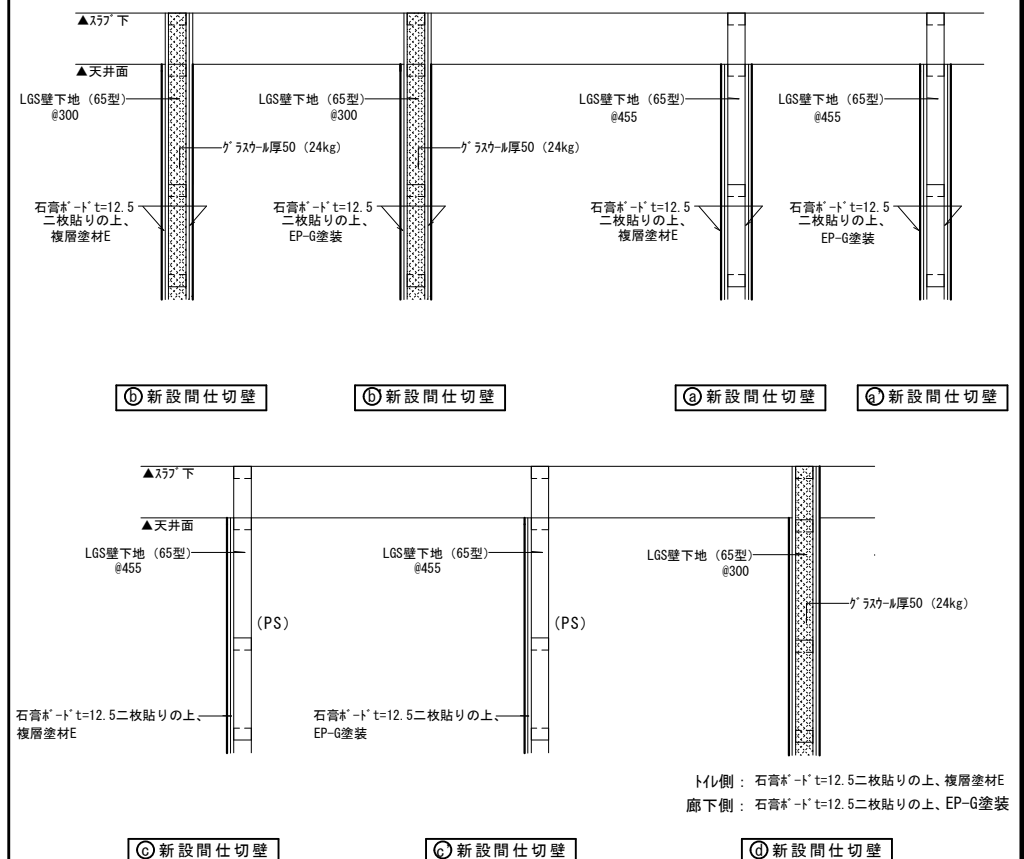 ▲ｽﾗﾌﾞ下
▲天井面
LGS壁下地（65型）
@300
ｸﾞﾗｽｳｰﾙ厚50（24kg）
石膏ﾎﾞｰﾄﾞt=12.5
二枚貼りの上、
複層塗材E
LGS壁下地（65型）
@300
ｸﾞﾗｽｳｰﾙ厚50（24kg）
石膏ﾎﾞｰﾄﾞt=12.5
二枚貼りの上、
EP-G塗装
LGS壁下地（65型）
@455
石膏ﾎﾞｰﾄﾞt=12.5
二枚貼りの上、
複層塗材E
LGS壁下地（65型）
@455
石膏ﾎﾞｰﾄﾞt=12.5
二枚貼りの上、
EP-G塗装
ⓑ新設間仕切壁
ⓑ'新設間仕切壁
ⓐ新設間仕切壁
ⓐ'新設間仕切壁
▲ｽﾗﾌﾞ下
▲天井面
LGS壁下地（65型）
@455
(PS)
石膏ﾎﾞｰﾄﾞt=12.5二枚貼りの上、
複層塗材E
LGS壁下地（65型）
@455
(PS)
石膏ﾎﾞｰﾄﾞt=12.5二枚貼りの上、
EP-G塗装
LGS壁下地（65型）
@300
ｸﾞﾗｽｳｰﾙ厚50（24kg）
ﾄｲﾚ側：石膏ﾎﾞｰﾄﾞt=12.5二枚貼りの上、複層塗材E
廊下側：石膏ﾎﾞｰﾄﾞt=12.5二枚貼りの上、EP-G塗装
ⓒ新設間仕切壁
ⓒ'新設間仕切壁
ⓓ新設間仕切壁